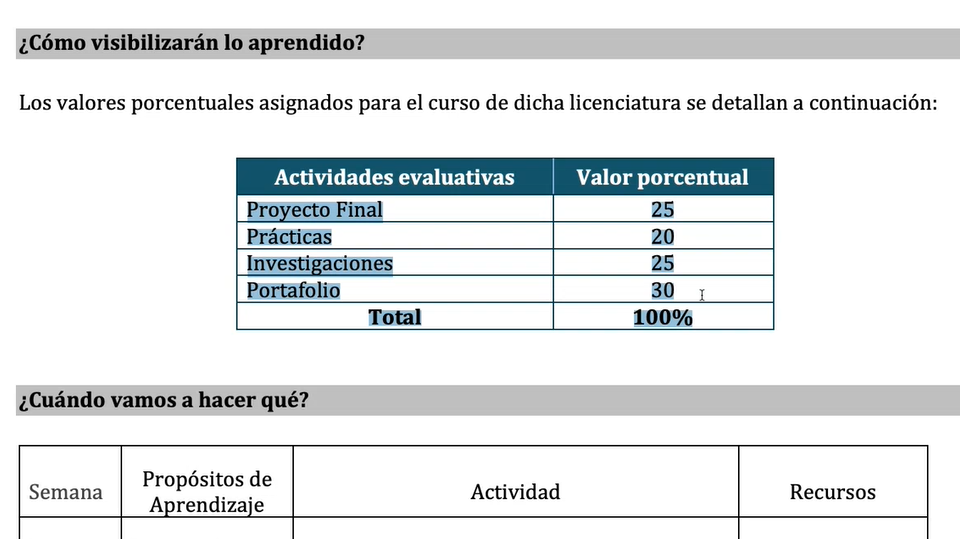 ¿Cómo visibilizarán lo aprendido?
Los valores porcentuales asignados para el curso de dicha licenciatura se detallan a continuación:
Actividades evaluativas Valor porcentual
Proyecto Final 25
Prácticas 20
Investigaciones 25
Portafolio 30
Total 100%
¿Cuándo vamos a hacer qué?
Semana Propósitos de Aprendizaje Actividad Recursos